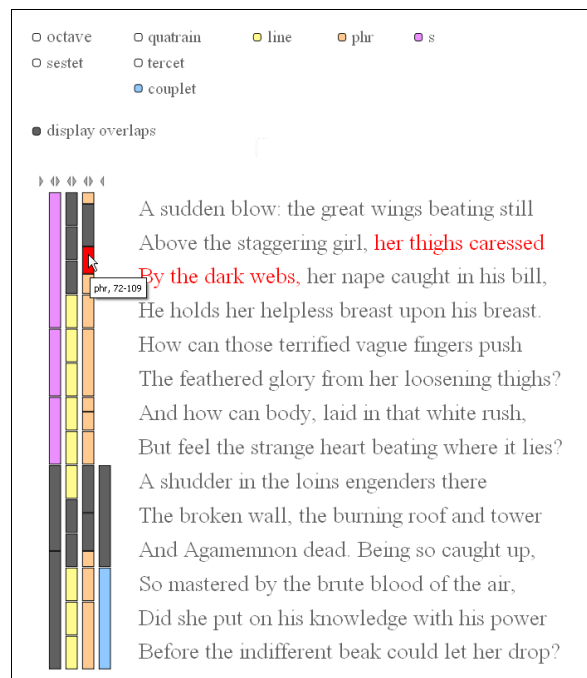 octave quatrain line phr s
sestet tercet
couplet
display overlaps
A sudden blow: the great wings beating still
Above the staggering girl, her thighs caressed
By the dark webs, her nape caught in his bill,
phr, 72-109
He holds her helpless breast upon his breast.
How can those terrified vague fingers push
The feathered glory from her loosening thighs?
And how can body, laid in that white rush,
But feel the strange heart beating where it lies?
A shudder in the loins engenders there
The broken wall, the burning roof and tower
And Agamemnon dead. Being so caught up,
So mastered by the brute blood of the air,
Did she put on his knowledge with his power
Before the indifferent beak could let her drop?